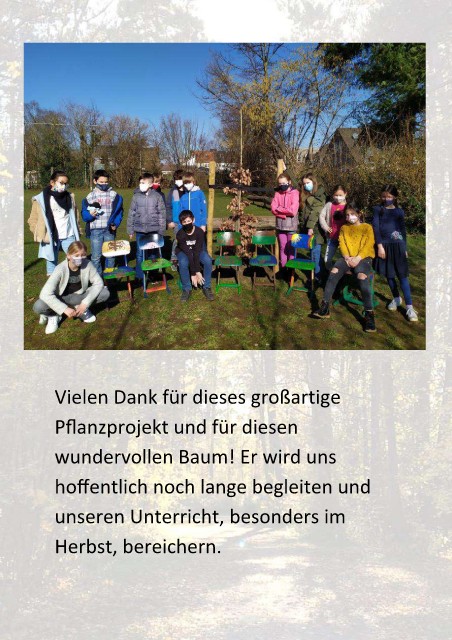 Vielen Dank für dieses großartige
Pflanzprojekt und für diesen
wundervollen Baum! Er wird uns
hoffentlich noch lange begleiten und
unseren Unterricht, besonders im
Herbst, bereichern.